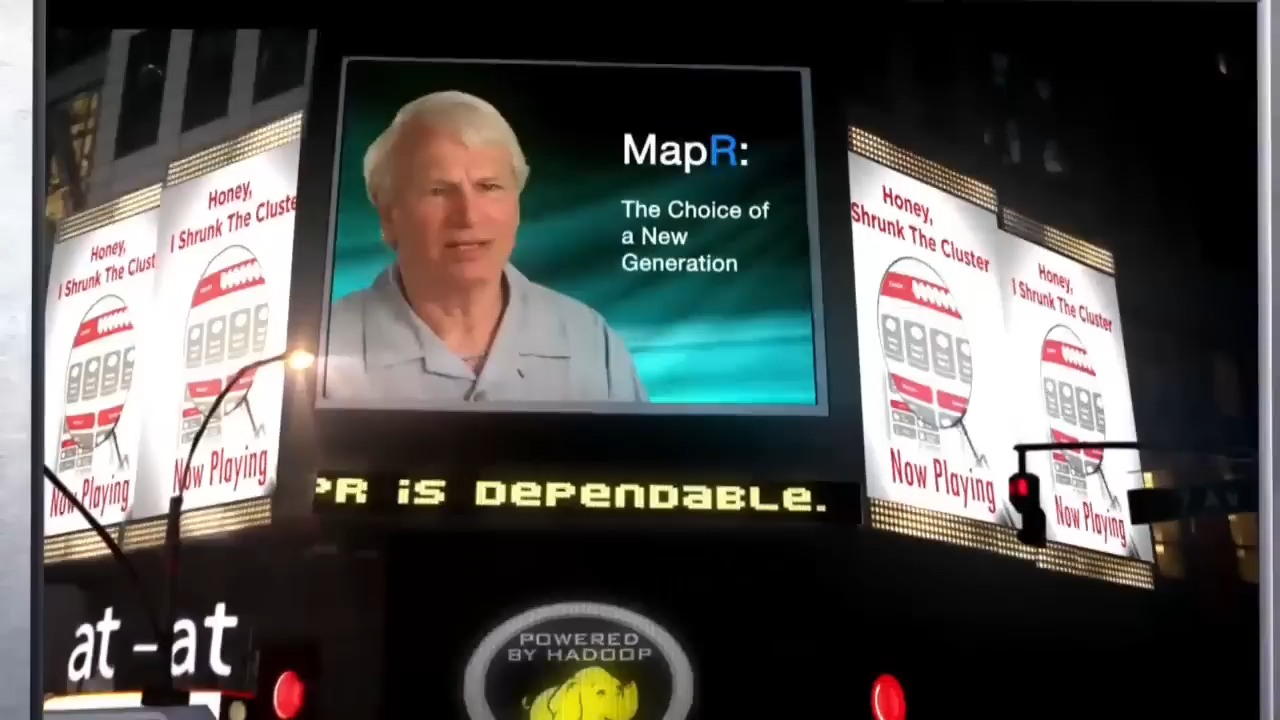 Honey,
Shrunk The Clust
Now Playing
Honey,
I Shrunk The Cluste
Now Playing
MapR:
The Choice of
a New
Generation
Honey,
Shrunk The Cluster
Now Playing
Honey,
I Shrunk The Cluster
Now Playing
PR is Dependable.
at-at
POWERED
BY HADOOP